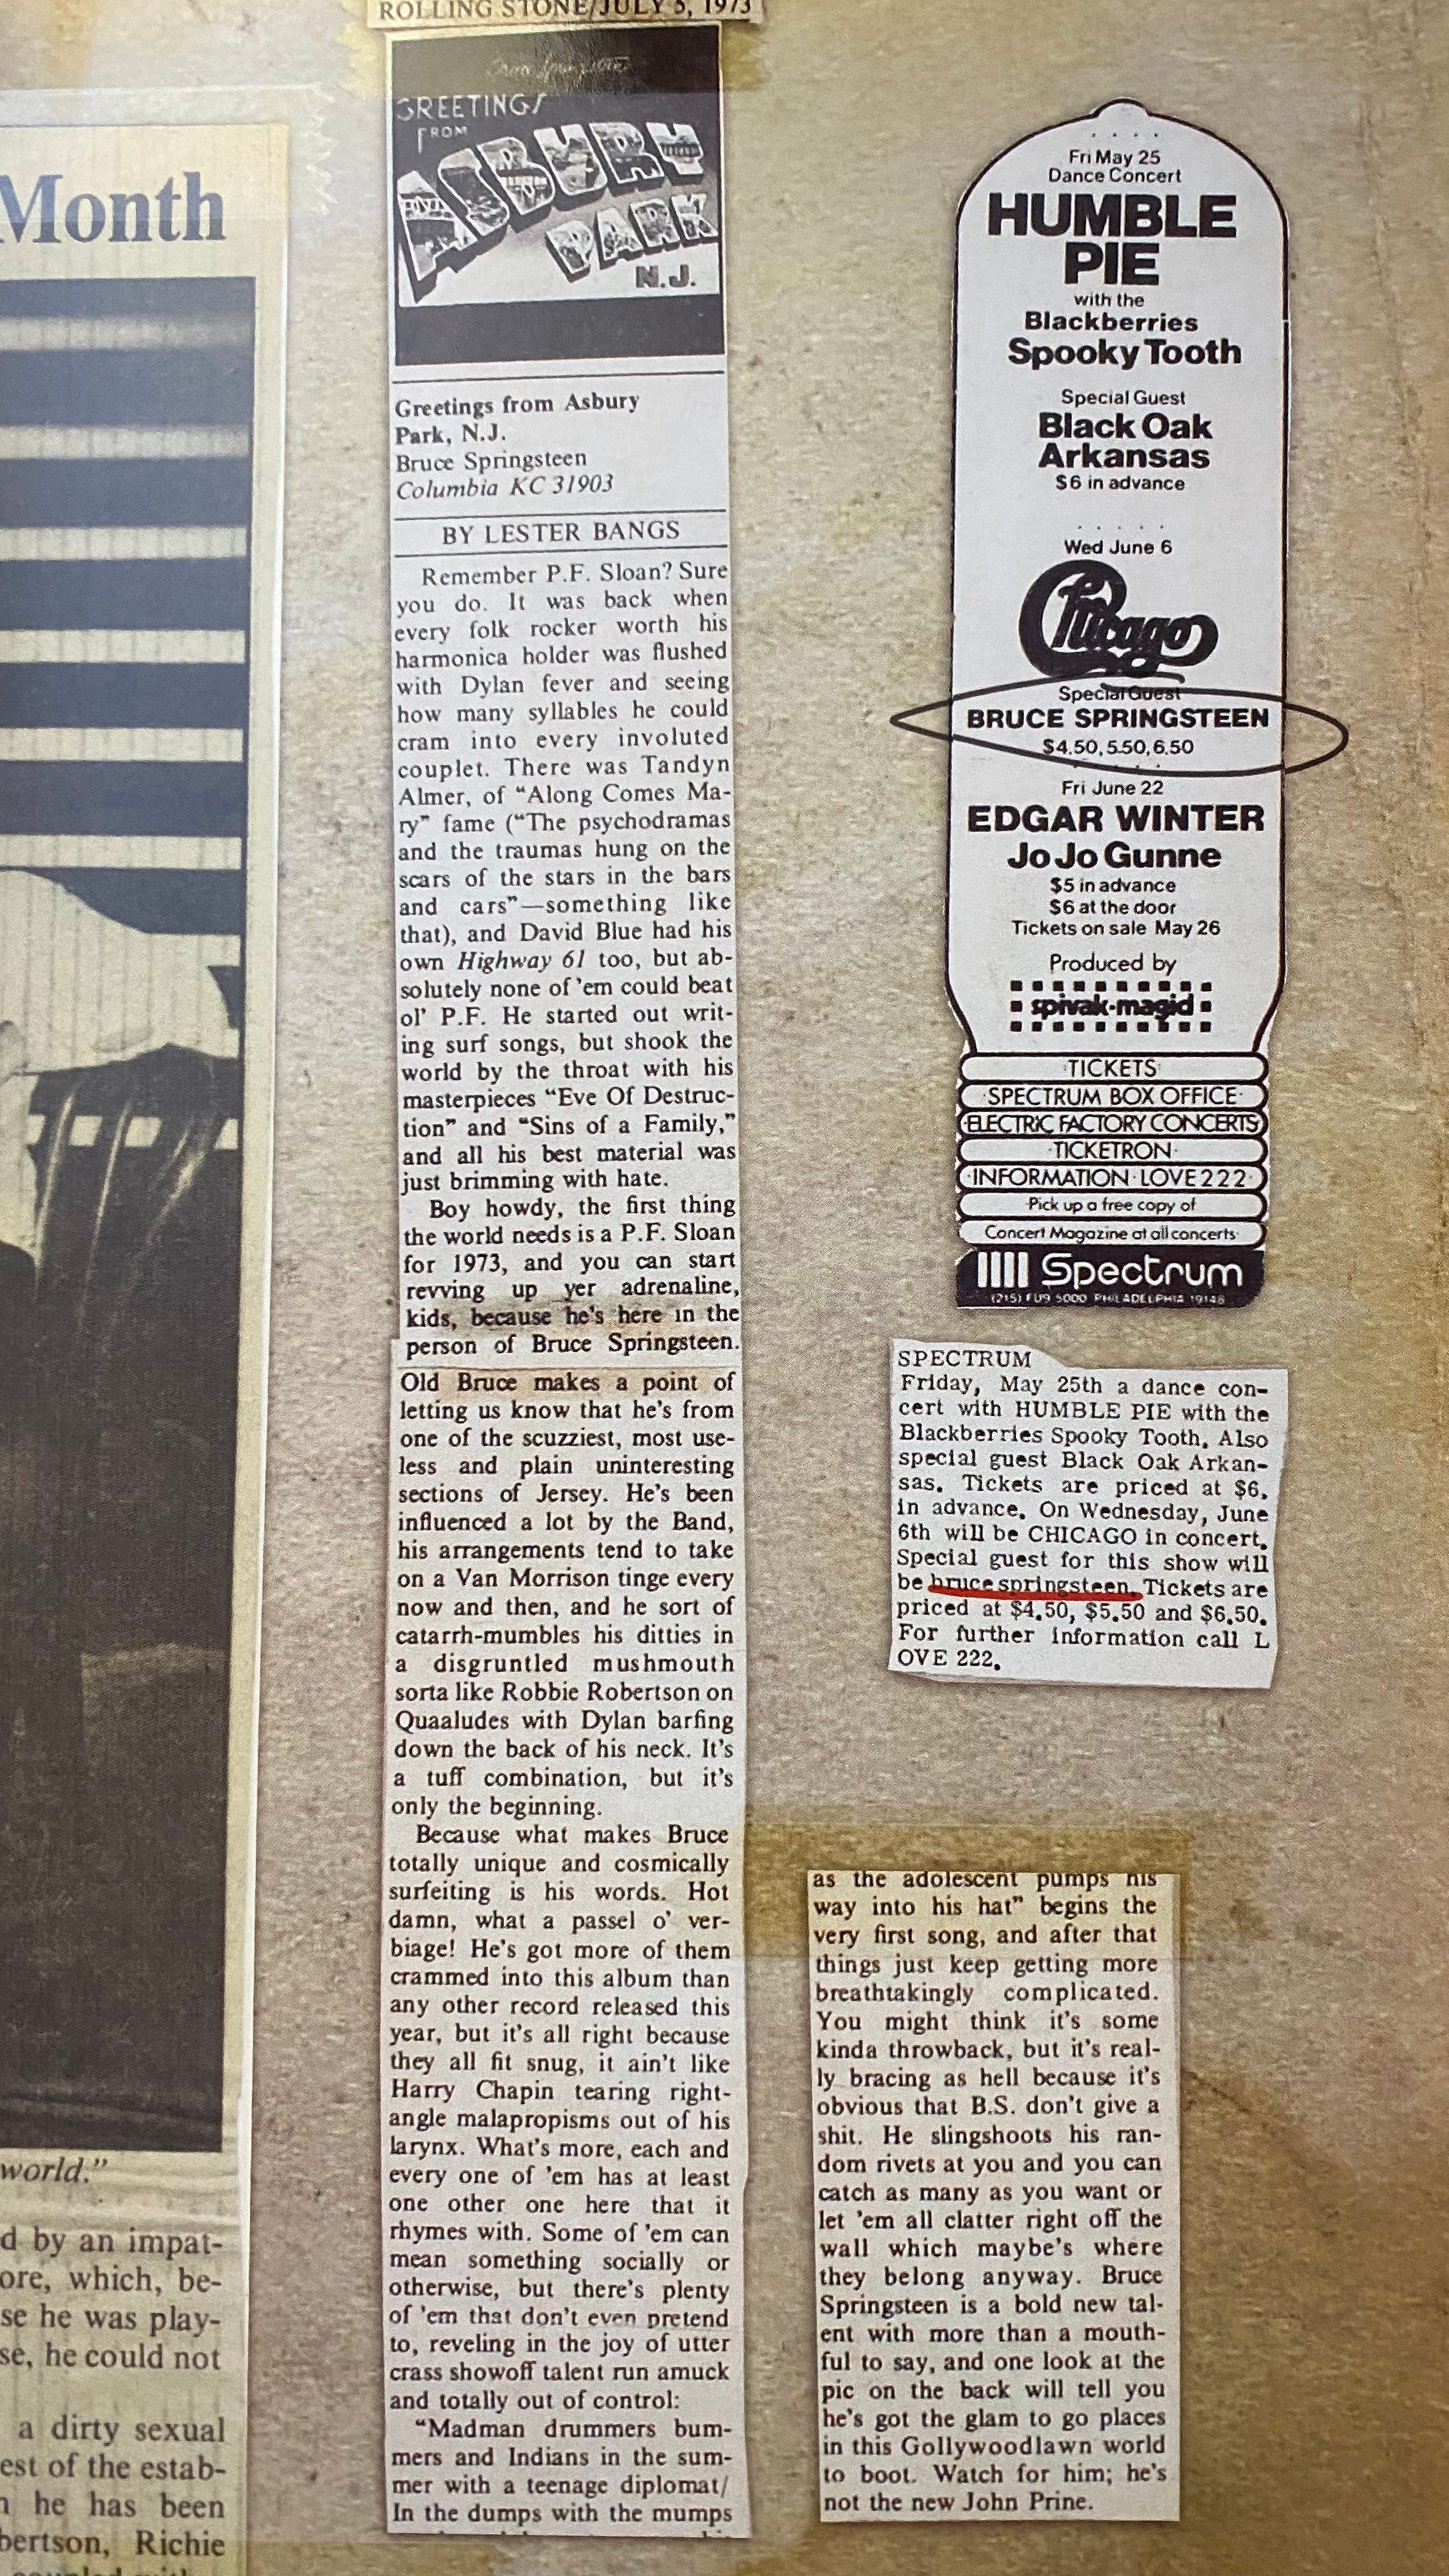 Month
world."
d by an impat-
ore, which, be-
se he was play-
se, he could not
a dirty sexual
est of the estab-
he has been
bertson, Richie
ROLLING STONE/JULY 5, 1973
GREETINGS
FROM
ASBURY
PARK
N.J.
Greetings from Asbury
Park, N.J.
Bruce Springsteen
Columbia KC 31903
BY LESTER BANGS
Remember P.F. Sloan? Sure
you do. It was back when
every folk rocker worth his
harmonica holder was flushed
with Dylan fever and seeing
how many syllables he could
cram into every involuted
couplet. There was Tandyn
Almer, of "Along Comes Ma-
ry" fame ("The psychodramas
and the traumas hung on the
scars of the stars in the bars
and cars"—something like
that), and David Blue had his
own Highway 61 too, but ab-
solutely none of 'em could beat
ol' P.F. He started out writ-
ing surf songs, but shook the
world by the throat with his
masterpieces "Eve Of Destruc-
tion" and "Sins of a Family,"
and all his best material was
just brimming with hate.
Boy howdy, the first thing
the world needs is a P.F. Sloan
for 1973, and you can start
revving up yer adrenaline,
kids, because he's here in the
person of Bruce Springsteen.
Old Bruce makes a point of
letting us know that he's from
one of the scuzziest, most use-
less and plain uninteresting
sections of Jersey. He's been
influenced a lot by the Band,
his arrangements tend to take
on a Van Morrison tinge every
now and then, and he sort of
catarrh-mumbles his ditties in
a disgruntled mushmouth
sorta like Robbie Robertson on
Quaaludes with Dylan barfing
down the back of his neck. It's
a tuff combination, but it's
only the beginning.
Because what makes Bruce
totally unique and cosmically
surfeiting is his words. Hot
damn, what a passel o' ver-
biage! He's got more of them
crammed into this album than
any other record released this
year, but it's all right because
they all fit snug, it ain't like
Harry Chapin tearing right-
angle malapropisms out of his
larynx. What's more, each and
every one of 'em has at least
one other one here that it
rhymes with. Some of 'em can
mean something socially or
otherwise, but there's plenty
of 'em that don't even pretend
to, reveling in the joy of utter
crass showoff talent run amuck
and totally out of control:
"Madman drummers bum-
mers and Indians in the sum-
mer with a teenage diplomat/
In the dumps with the mumps
as the adolescent pumps his
way into his hat" begins the
very first song, and after that
things just keep getting more
breathtakingly complicated.
You might think it's some
kinda throwback, but it's real-
ly bracing as hell because it's
obvious that B.S. don't give a
shit. He slingshoots his ran-
dom rivets at you and you can
catch as many as you want or
let 'em all clatter right off the
wall which maybe's where
they belong anyway. Bruce
Springsteen is a bold new tal-
ent with more than a mouth-
ful to say, and one look at the
pic on the back will tell you
he's got the glam to go places
in this Gollywoodlawn world
to boot. Watch for him; he's
not the new John Prine.
Fri May 25
Dance Concert
HUMBLE
PIE
with the
Blackberries
Spooky Tooth
Special Guest
Black Oak
Arkansas
$6 in advance
Wed June 6
Chicago
Special Guest
BRUCE SPRINGSTEEN
$4.50, 5.50, 6.50
Fri June 22
EDGAR WINTER
Jo Jo Gunne
$5 in advance
$6 at the door
Tickets on sale May 26
Produced by
spivak·magid
TICKETS
·SPECTRUM BOX OFFICE·
·ELECTRIC FACTORY CONCERTS·
·TICKETRON·
·INFORMATION·LOVE 222·
Pick up a free copy of
Concert Magazine at all concerts
Spectrum
(215) FU9 5000 PHILADELPHIA 19148
SPECTRUM
Friday, May 25th a dance con-
cert with HUMBLE PIE with the
Blackberries Spooky Tooth. Also
special guest Black Oak Arkan-
sas. Tickets are priced at $6.
in advance. On Wednesday, June
6th will be CHICAGO in concert.
Special guest for this show will
be bruce springsteen. Tickets are
priced at $4.50, $5.50 and $6.50.
For further information call L
OVE 222.